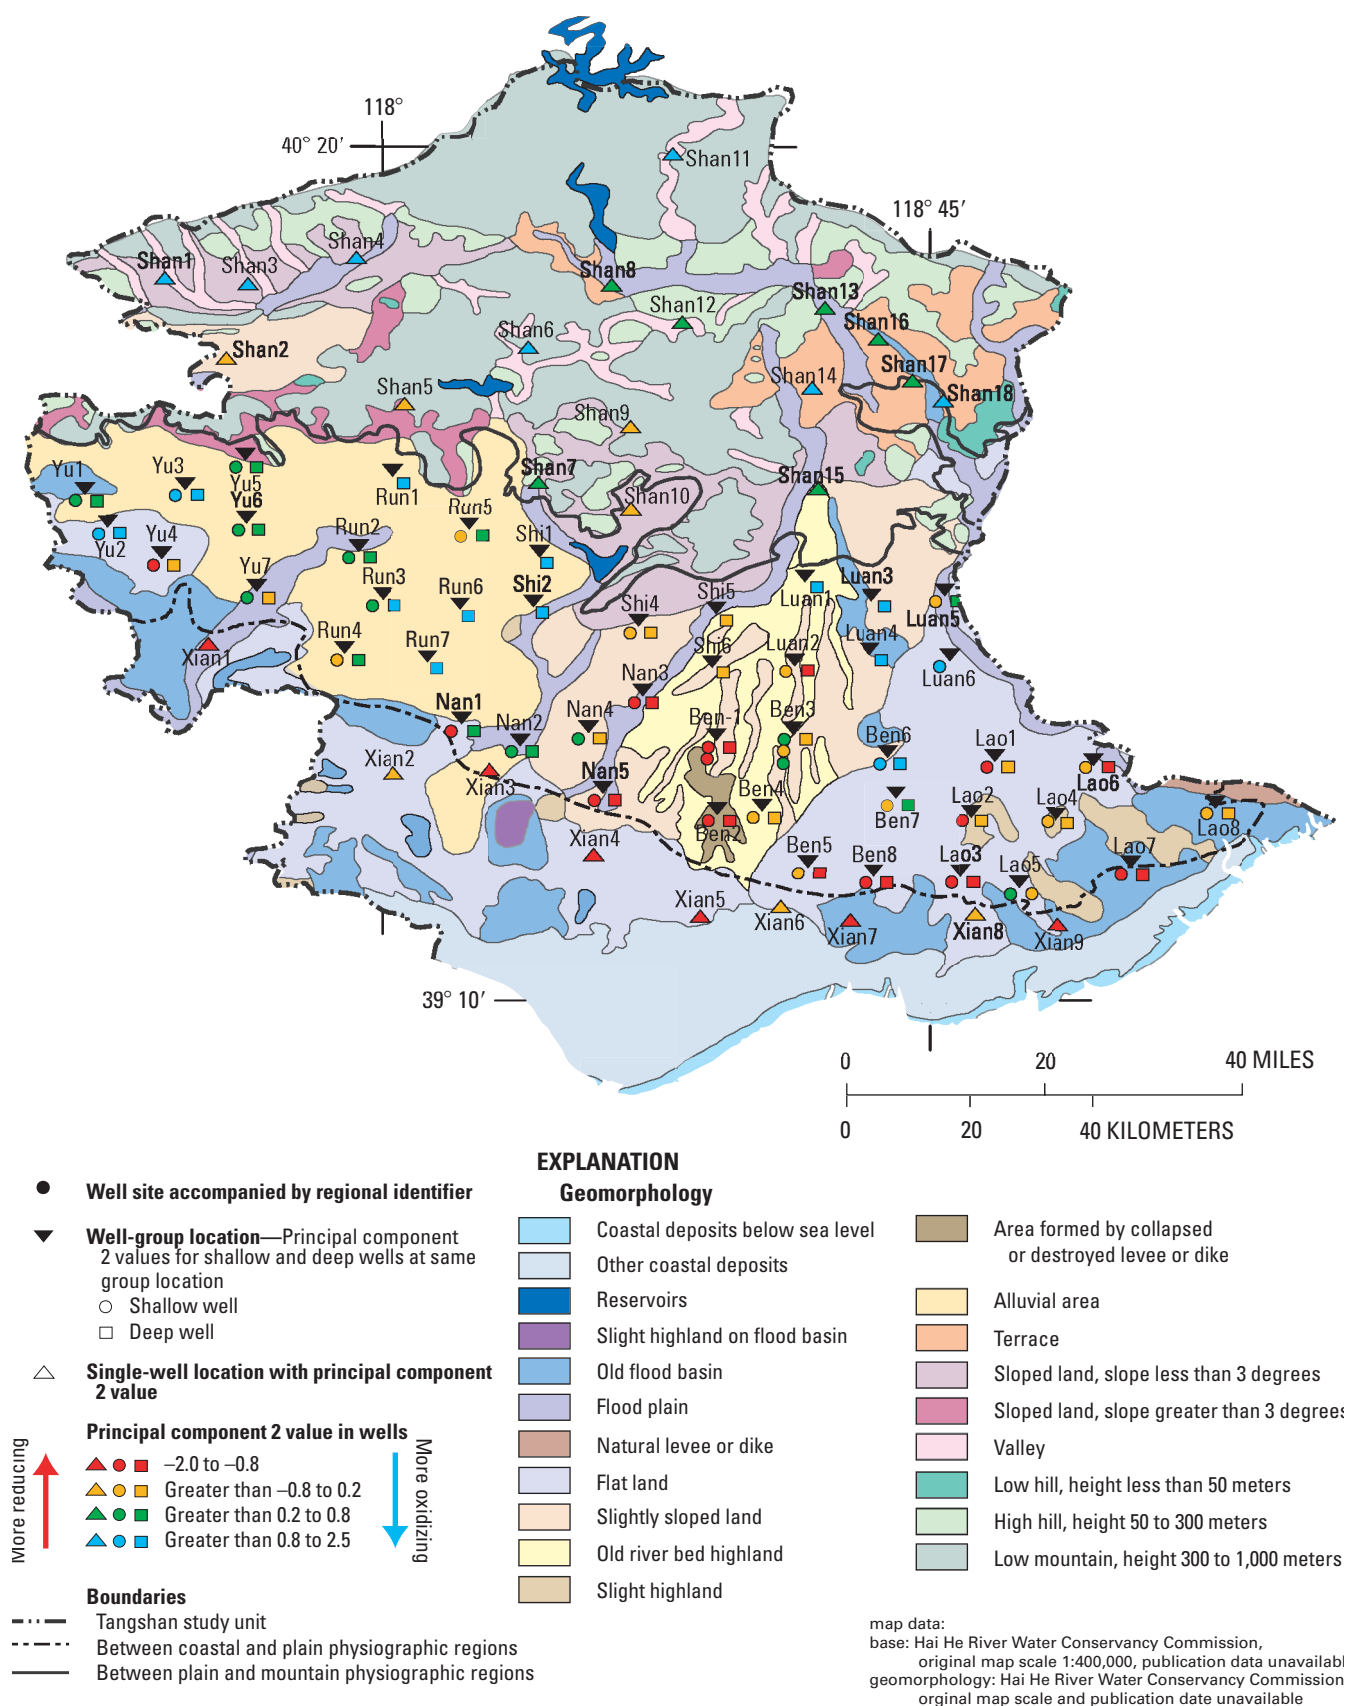 118°
40° 20′
Shan11
118° 45′
Shan4
Shan1
Shan3
Shan8
Shan12
Shan13
Shan16
Shan6
Shan2
Shan17
Shan14
Shan5
Shan18
Shan9
Yu1
Yu3
Yu5
Yu6
Run1
Shan7
Shan15
Shan10
Run5
Run2
Yu4
Yu2
Shi1
Yu7
Run3
Run6
Shi2
Shi5
Luan1
Luan3
Shi4
Luan5
Run4
Run7
Shi6
Luan2
Luan4
Xian1
Nan3
Luan6
Nan1
Nan2
Nan4
Ben-1
Ben3
Ben6
Lao1
Xian2
Xian3
Nan5
Lao6
Ben4
Lao2
Lao4
Ben7
Ben2
Lao8
Xian4
Ben5
Ben8
Lao3
Lao5
Lao7
Xian5
Xian6
Xian7
Xian8
Xian9
39° 10′
0 20 40 MILES
0 20 40 KILOMETERS
EXPLANATION
Well site accompanied by regional identifier
Well-group location—Principal component
2 values for shallow and deep wells at same
group location
Shallow well
Deep well
Single-well location with principal component
2 value
Principal component 2 value in wells
More reducing
–2.0 to –0.8
Greater than –0.8 to 0.2
Greater than 0.2 to 0.8
Greater than 0.8 to 2.5
More oxidizing
Boundaries
Tangshan study unit
Between coastal and plain physiographic regions
Between plain and mountain physiographic regions
Geomorphology
Coastal deposits below sea level
Other coastal deposits
Reservoirs
Slight highland on flood basin
Old flood basin
Flood plain
Natural levee or dike
Flat land
Slightly sloped land
Old river bed highland
Slight highland
Area formed by collapsed
or destroyed levee or dike
Alluvial area
Terrace
Sloped land, slope less than 3 degrees
Sloped land, slope greater than 3 degrees
Valley
Low hill, height less than 50 meters
High hill, height 50 to 300 meters
Low mountain, height 300 to 1,000 meters
map data:
base: Hai He River Water Conservancy Commission,
original map scale 1:400,000, publication data unavailabl
geomorphology: Hai He River Water Conservancy Commission
orginal map scale and publication date unavailable